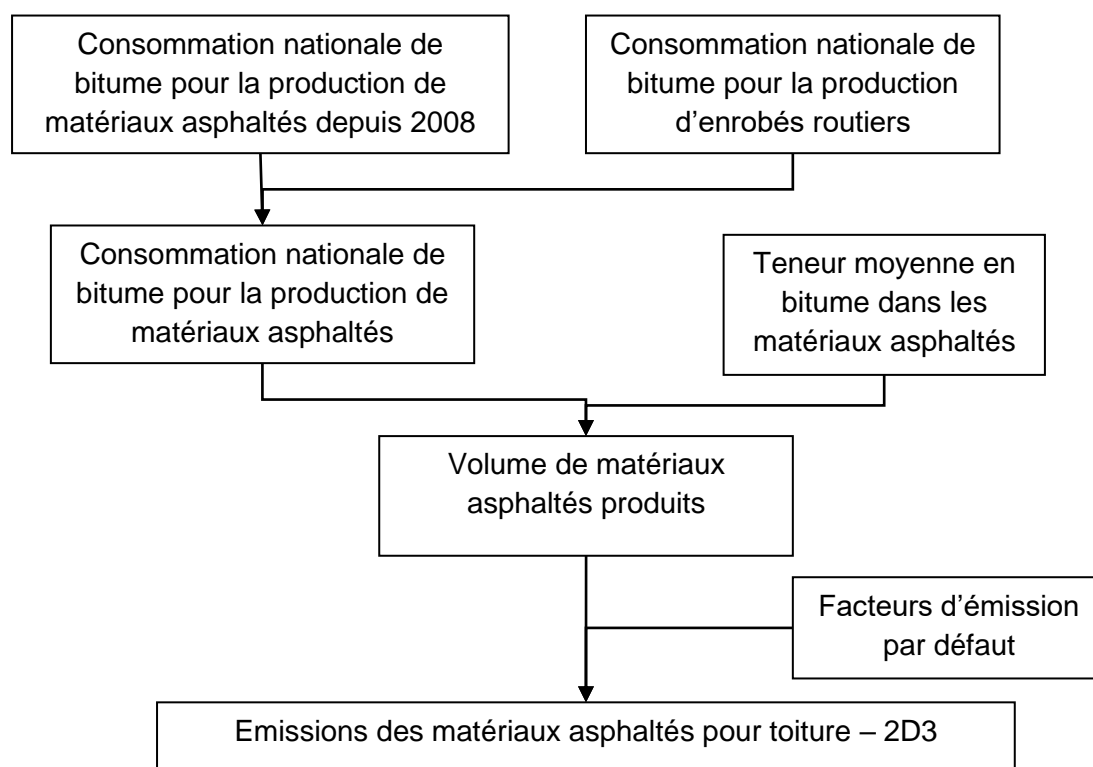 Consommation nationale de
bitume pour la production de
matériaux asphaltés depuis 2008
Consommation nationale de
bitume pour la production
d’enrobés routiers
Consommation nationale de
bitume pour la production de
matériaux asphaltés
Teneur moyenne en
bitume dans les
matériaux asphaltés
Volume de matériaux
asphaltés produits
Facteurs d’émission
par défaut
Emissions des matériaux asphaltés pour toiture – 2D3